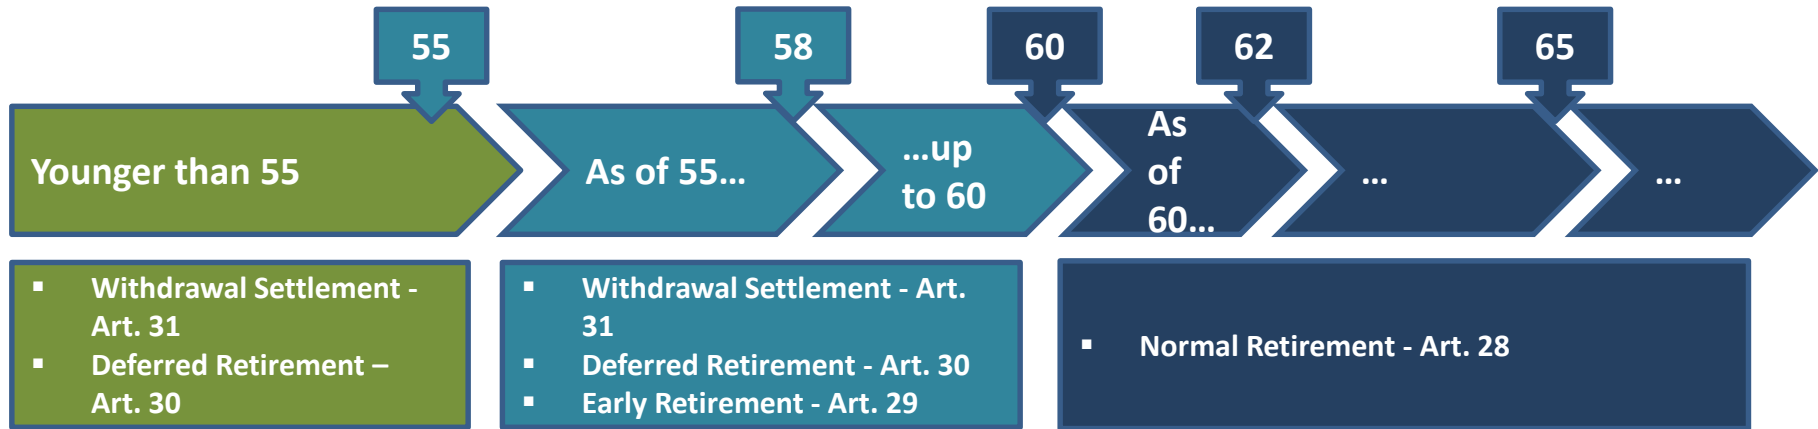 55
58
60
62
65
Younger than 55
As of 55...
...up
to 60
As
of
60...
...
...
▪ Withdrawal Settlement -
Art. 31
▪ Deferred Retirement –
Art. 30
▪ Withdrawal Settlement - Art.
31
▪ Deferred Retirement - Art. 30
▪ Early Retirement - Art. 29
▪ Normal Retirement - Art. 28